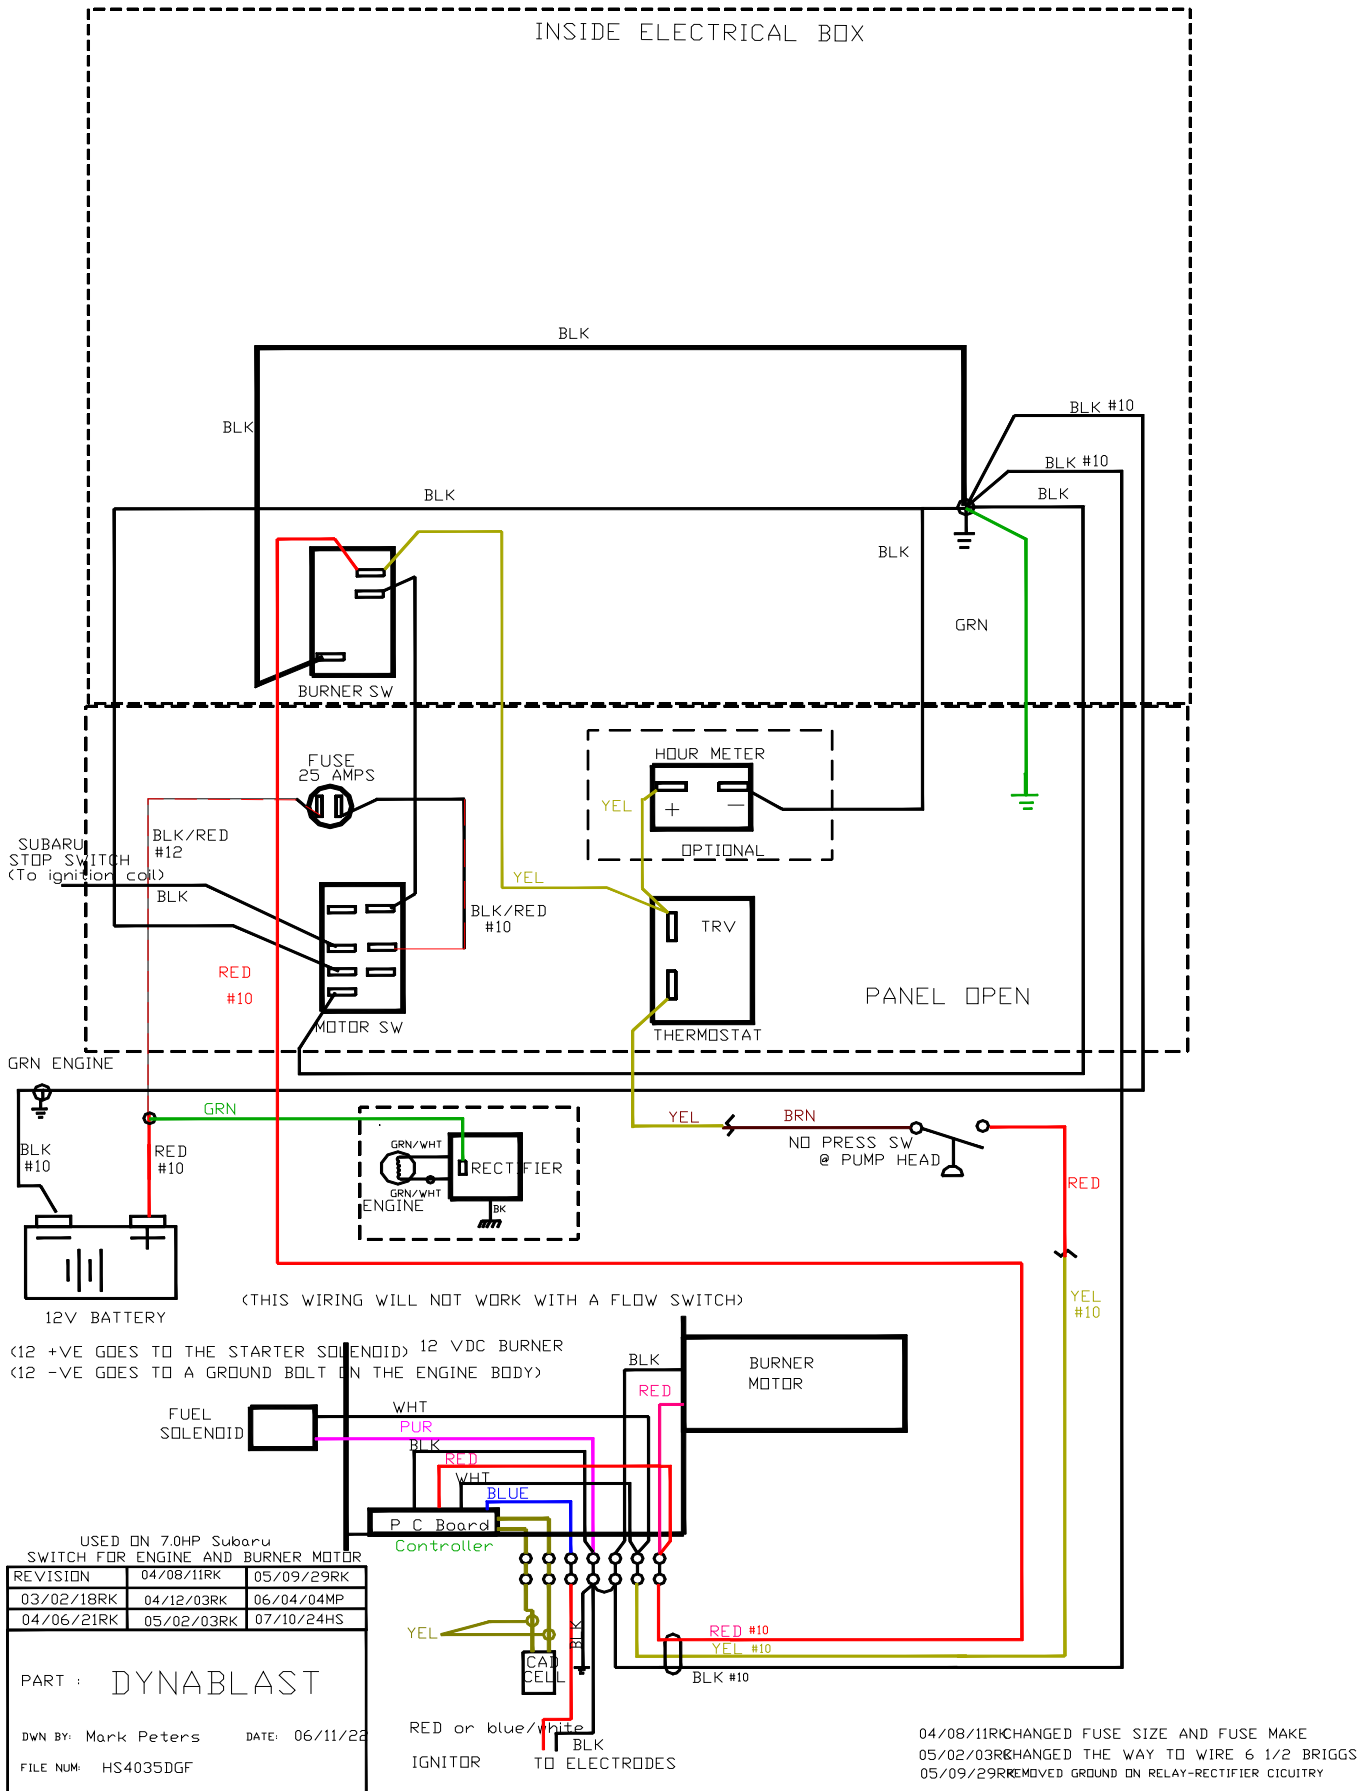 INSIDE ELECTRICAL BOX
BLK
BLK #10
BLK
BLK #10
BLK
BLK
BLK
GRN
BURNER SW
FUSE
25 AMPS
HOUR METER
YEL
+
−
OPTIONAL
BLK/RED
#12
SUBARU
STOP SWITCH
(To ignition coil)
BLK
YEL
BLK/RED
#10
TRV
RED
#10
PANEL OPEN
MOTOR SW
THERMOSTAT
GRN ENGINE
GRN
YEL
BRN
NO PRESS SW
@ PUMP HEAD
BLK
#10
RED
#10
GRN/WHT
RECTIFIER
GRN/WHT
ENGINE
BK
RED
12V BATTERY
(THIS WIRING WILL NOT WORK WITH A FLOW SWITCH)
YEL
#10
(12 +VE GOES TO THE STARTER SOLENOID)
12 VDC BURNER
(12 -VE GOES TO A GROUND BOLT ON THE ENGINE BODY)
BLK
BURNER
MOTOR
RED
FUEL
SOLENOID
WHT
PUR
BLK
RED
WHT
BLUE
P C Board
Controller
USED ON 7.0HP Subaru
SWITCH FOR ENGINE AND BURNER MOTOR
REVISION 04/08/11RK 05/09/29RK
03/02/18RK 04/12/03RK 06/04/04MP
04/06/21RK 05/02/03RK 07/10/24HS
YEL
BLK
RED #10
YEL #10
BLK #10
CAD
CELL
PART : DYNABLAST
DWN BY: Mark Peters DATE: 06/11/22
FILE NUM: HS4035DGF
RED or blue/white
BLK
IGNITOR
TO ELECTRODES
04/08/11RK CHANGED FUSE SIZE AND FUSE MAKE
05/02/03RK CHANGED THE WAY TO WIRE 6 1/2 BRIGGS
05/09/29RK REMOVED GROUND ON RELAY-RECTIFIER CICUITRY